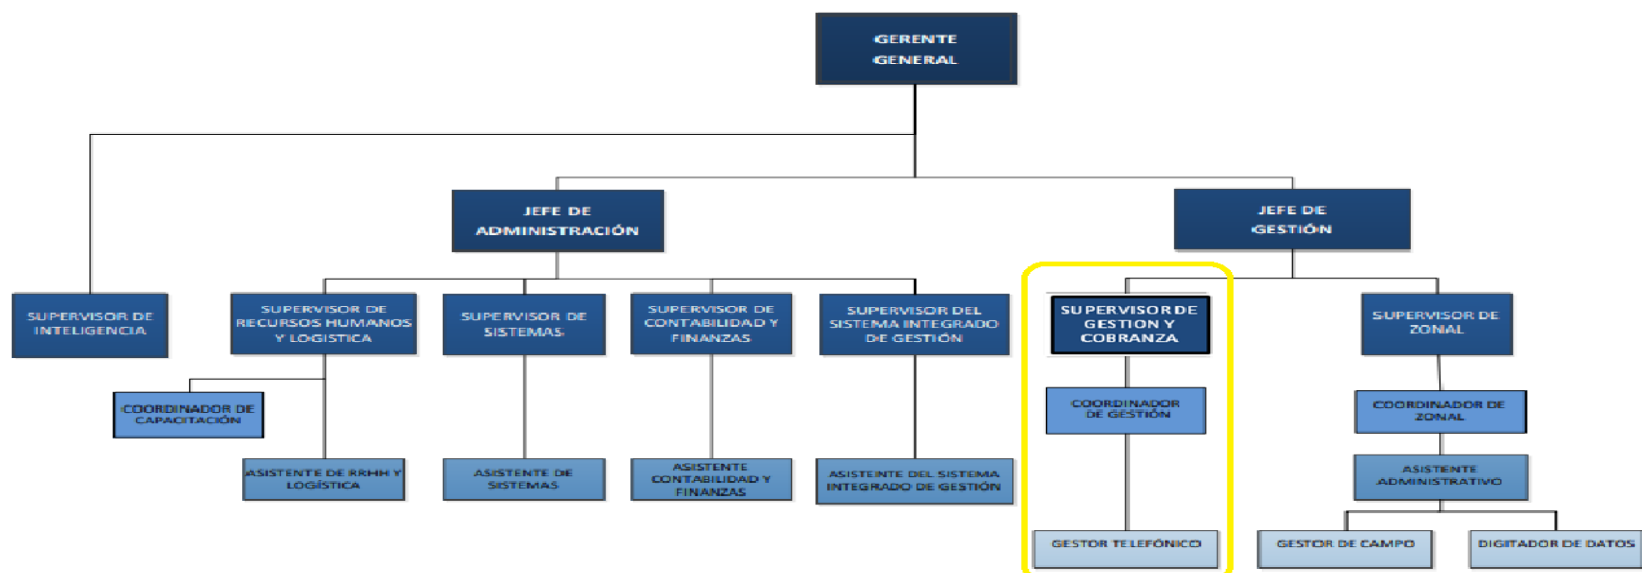 GERENTE
GENERAL
JEFE DE
ADMINISTRACIÓN
JEFE DE
GESTIÓN
SUPERVISOR DE
INTELIGENCIA
SUPERVISOR DE
RECURSOS HUMANOS
Y LOGISTICA
SUPERVISOR DE
SISTEMAS
SUPERVISOR DE
CONTABILIDAD Y
FINANZAS
SUPERVISOR DEL
SISTEMA INTEGRADO
DE GESTIÓN
SUPERVISOR DE
GESTION Y
COBRANZA
SUPERVISOR DE
ZONAL
COORDINADOR DE
CAPACITACIÓN
COORDINADOR
DE GESTIÓN
COORDINADOR DE
ZONAL
ASISTENTE DE RRHH Y
LOGÍSTICA
ASISTENTE DE
SISTEMAS
ASISTENTE
CONTABILIDAD Y
FINANZAS
ASISTEINTE DEL SISTEMA
INTEGRADO DE GESTIÓN
ASISTENTE
ADMINISTRATIVO
GESTOR TELEFÓNICO
GESTOR DE CAMPO
DIGITADOR DE DATOS